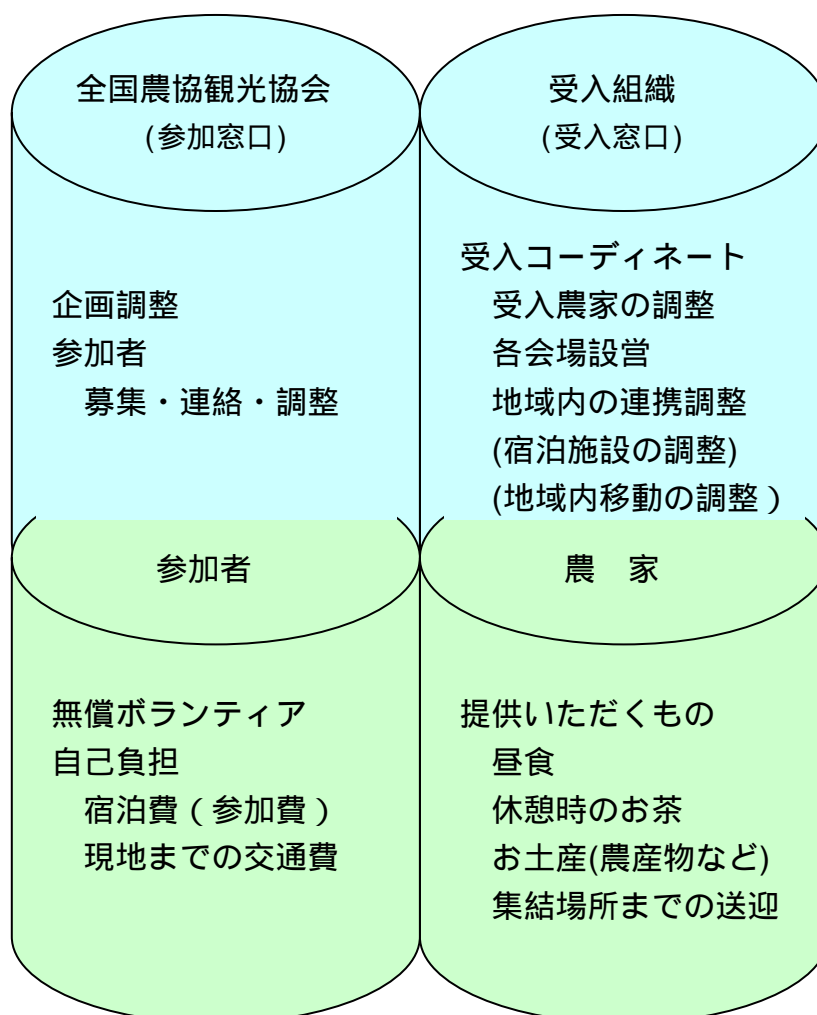 全国農協観光協会
(参加窓口)
企画調整
参加者
募集・連絡・調整
受入組織
(受入窓口)
受入コーディネート
受入農家の調整
各会場設営
地域内の連携調整
(宿泊施設の調整)
(地域内移動の調整)
参加者
無償ボランティア
自己負担
宿泊費(参加費)
現地までの交通費
農　家
提供いただくもの
昼食
休憩時のお茶
お土産(農産物など)
集結場所までの送迎